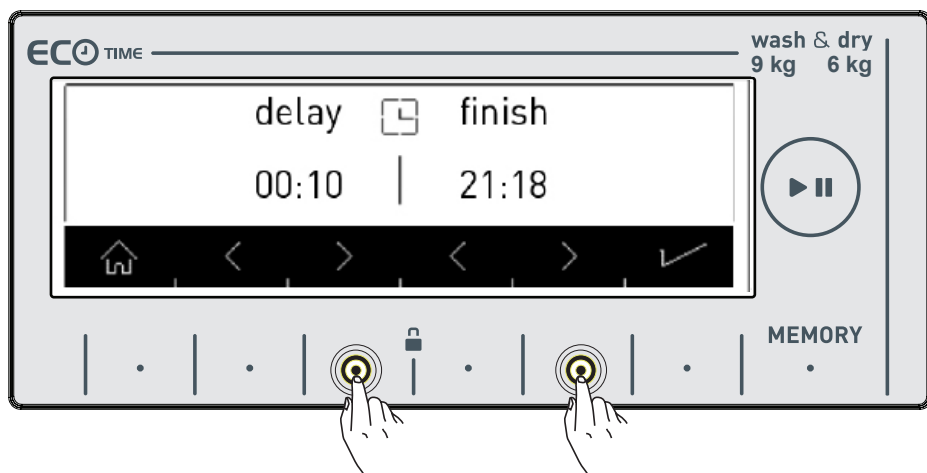 ECO TIME
wash & dry
9 kg 6 kg
delay finish
00:10 | 21:18
MEMORY